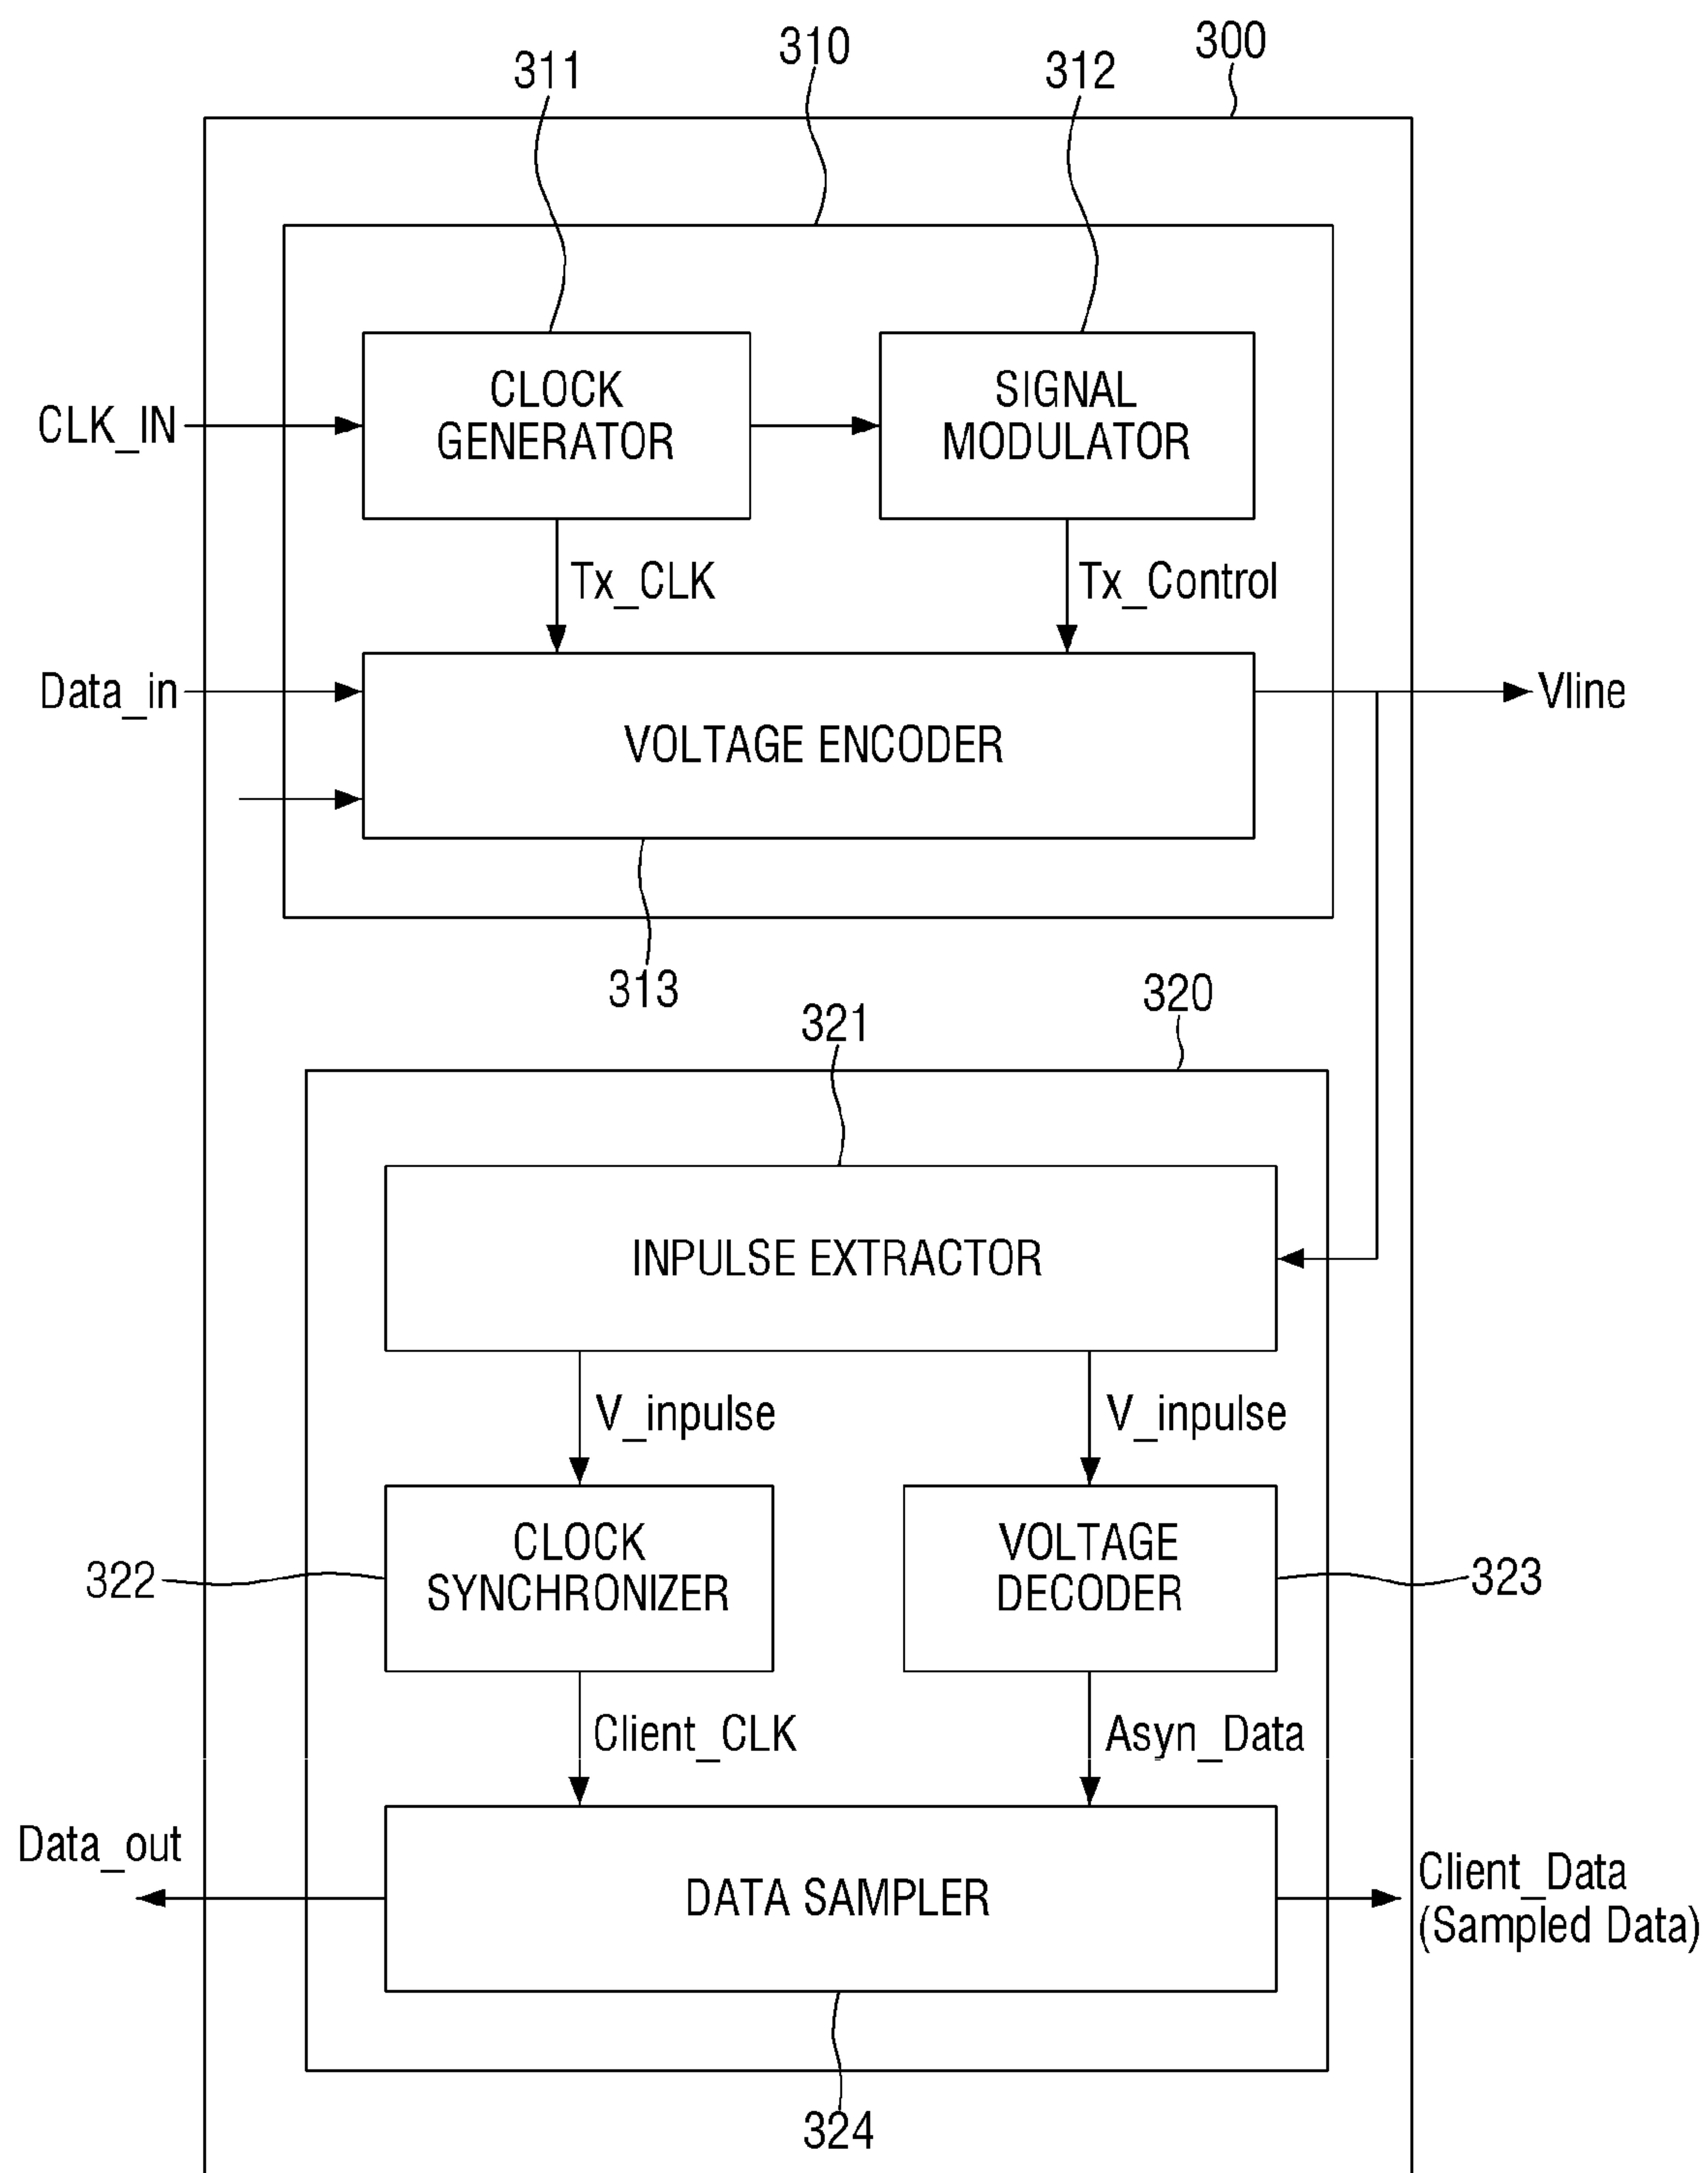 300
310
311
312
CLOCK
GENERATOR
SIGNAL
MODULATOR
CLK_IN
Tx_CLK
Tx_Control
Data_in
Vline
VOLTAGE ENCODER
313
320
321
INPULSE EXTRACTOR
V_inpulse
V_inpulse
CLOCK
SYNCHRONIZER
VOLTAGE
DECODER
322
323
Client_CLK
Asyn_Data
Data_out
DATA SAMPLER
Client_Data
(Sampled Data)
324